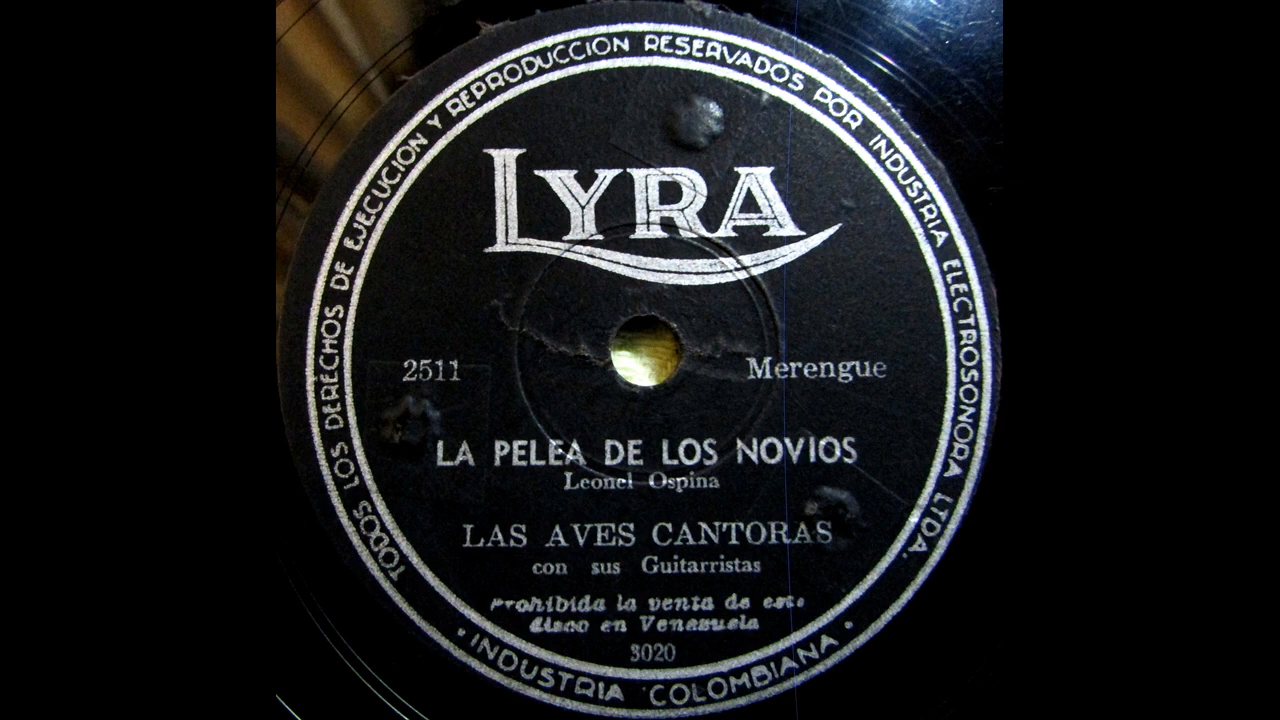 TODOS LOS DERECHOS DE EJECUCION Y REPRODUCCION RESERVADOS POR INDUSTRIA ELECTROSONORA LTDA.
LYRA
2511 Merengue
LA PELEA DE LOS NOVIOS
Leonel Ospina
LAS AVES CANTORAS
con sus Guitarristas
Prohibida la venta de este
disco en Venezuela
3020
• INDUSTRIA COLOMBIANA •